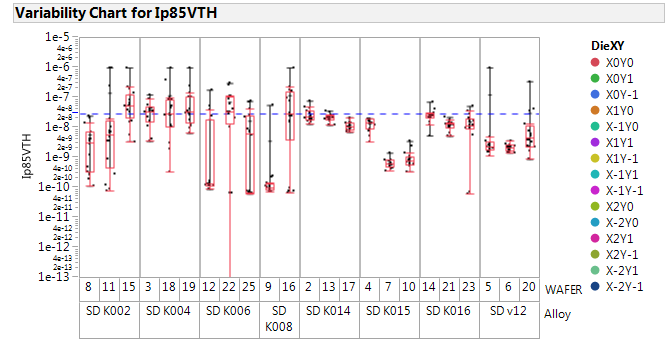 Variability Chart for Ip85VTH
1e-5
4e-6
2e-6
1e-6
4e-7
2e-7
1e-7
4e-8
2e-8
1e-8
4e-9
2e-9
1e-9
4e-10
2e-10
1e-10
4e-11
2e-11
1e-11
4e-12
2e-12
1e-12
4e-13
2e-13
1e-13
Ip85VTH
8 11 15 3 18 19 12 22 25 9 16 2 13 17 4 7 10 14 21 23 5 6 20 WAFER
SD K002 SD K004 SD K006 SD K008 SD K014 SD K015 SD K016 SD v12 Alloy
DieXY
X0Y0
X0Y1
X0Y-1
X1Y0
X-1Y0
X1Y1
X1Y-1
X-1Y1
X-1Y-1
X2Y0
X-2Y0
X2Y1
X2Y-1
X-2Y1
X-2Y-1